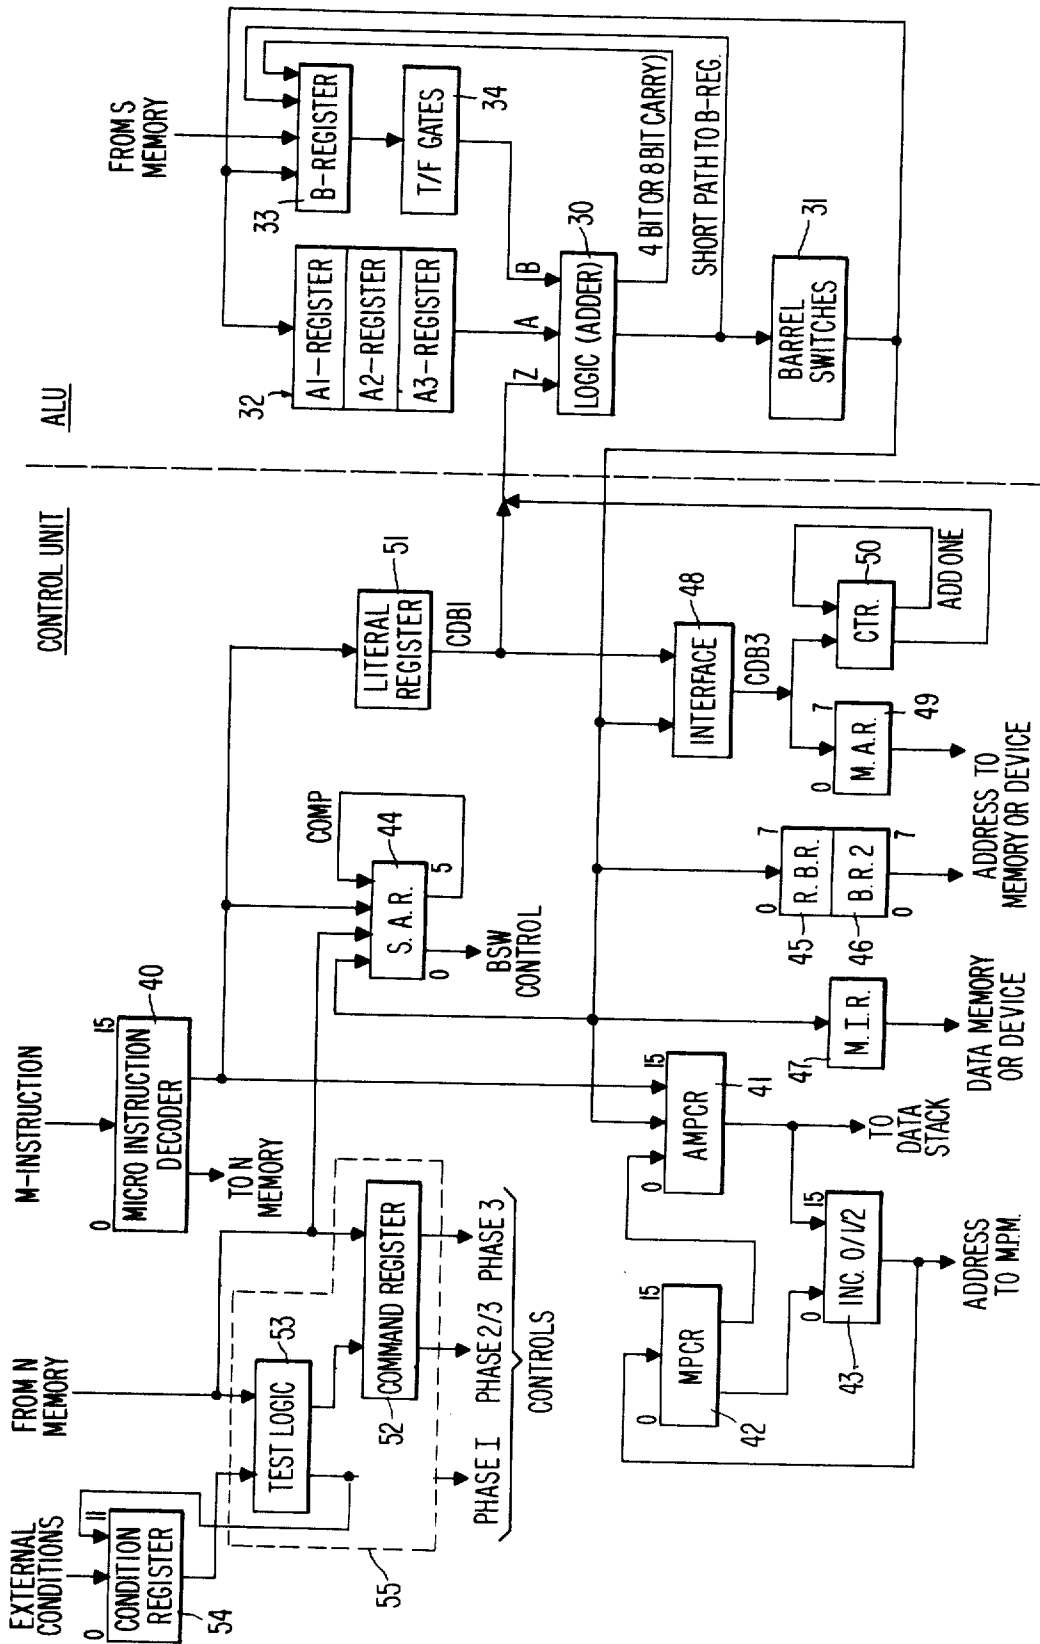 CONTROL UNIT
ALU
EXTERNAL
CONDITIONS
0
11
CONDITION
REGISTER
54
FROM N
MEMORY
TEST LOGIC
53
COMMAND REGISTER
52
55
PHASE I
PHASE 2/3
PHASE 3
CONTROLS
M-INSTRUCTION
0
15
MICRO INSTRUCTION
DECODER
40
TO N
MEMORY
COMP
S. A. R.
44
0
5
BSW
CONTROL
LITERAL
REGISTER
51
CDB1
0
15
MPCR
42
0
15
INC. 0/1/2
43
ADDRESS
TO M.P.M.
0
15
AMPCR
41
TO
DATA
STACK
M.I.R.
47
DATA MEMORY
OR DEVICE
0
7
R.B.R.
45
B.R. 2
46
0
7
INTERFACE
48
CDB3
0
7
M. A.R.
49
ADDRESS TO
MEMORY OR DEVICE
CTR.
50
ADD ONE
FROM S
MEMORY
32
A1-REGISTER
A2-REGISTER
A3-REGISTER
33
B-REGISTER
T/F GATES
34
Z
A
B
LOGIC (ADDER)
30
4 BIT OR 8 BIT CARRY)
SHORT PATH TO B-REG.
BARREL
SWITCHES
31